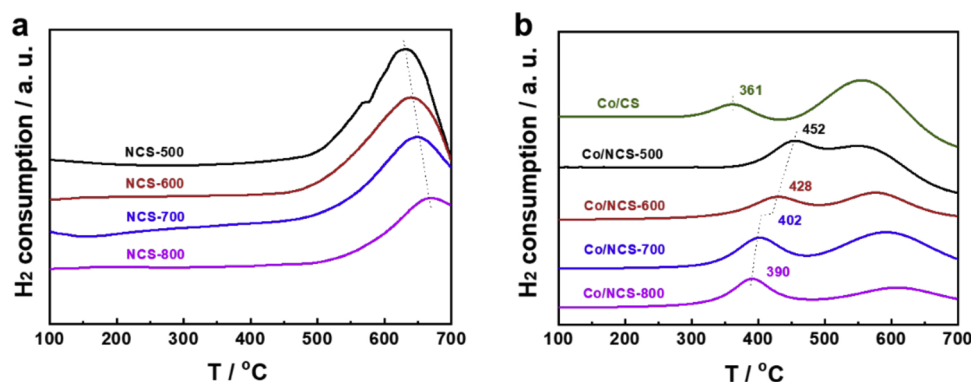 a
H2 consumption / a. u.
NCS-500
NCS-600
NCS-700
NCS-800
100 200 300 400 500 600 700
T / °C
b
H2 consumption / a. u.
Co/CS
361
Co/NCS-500
452
Co/NCS-600
428
Co/NCS-700
402
Co/NCS-800
390
100 200 300 400 500 600 700
T / °C